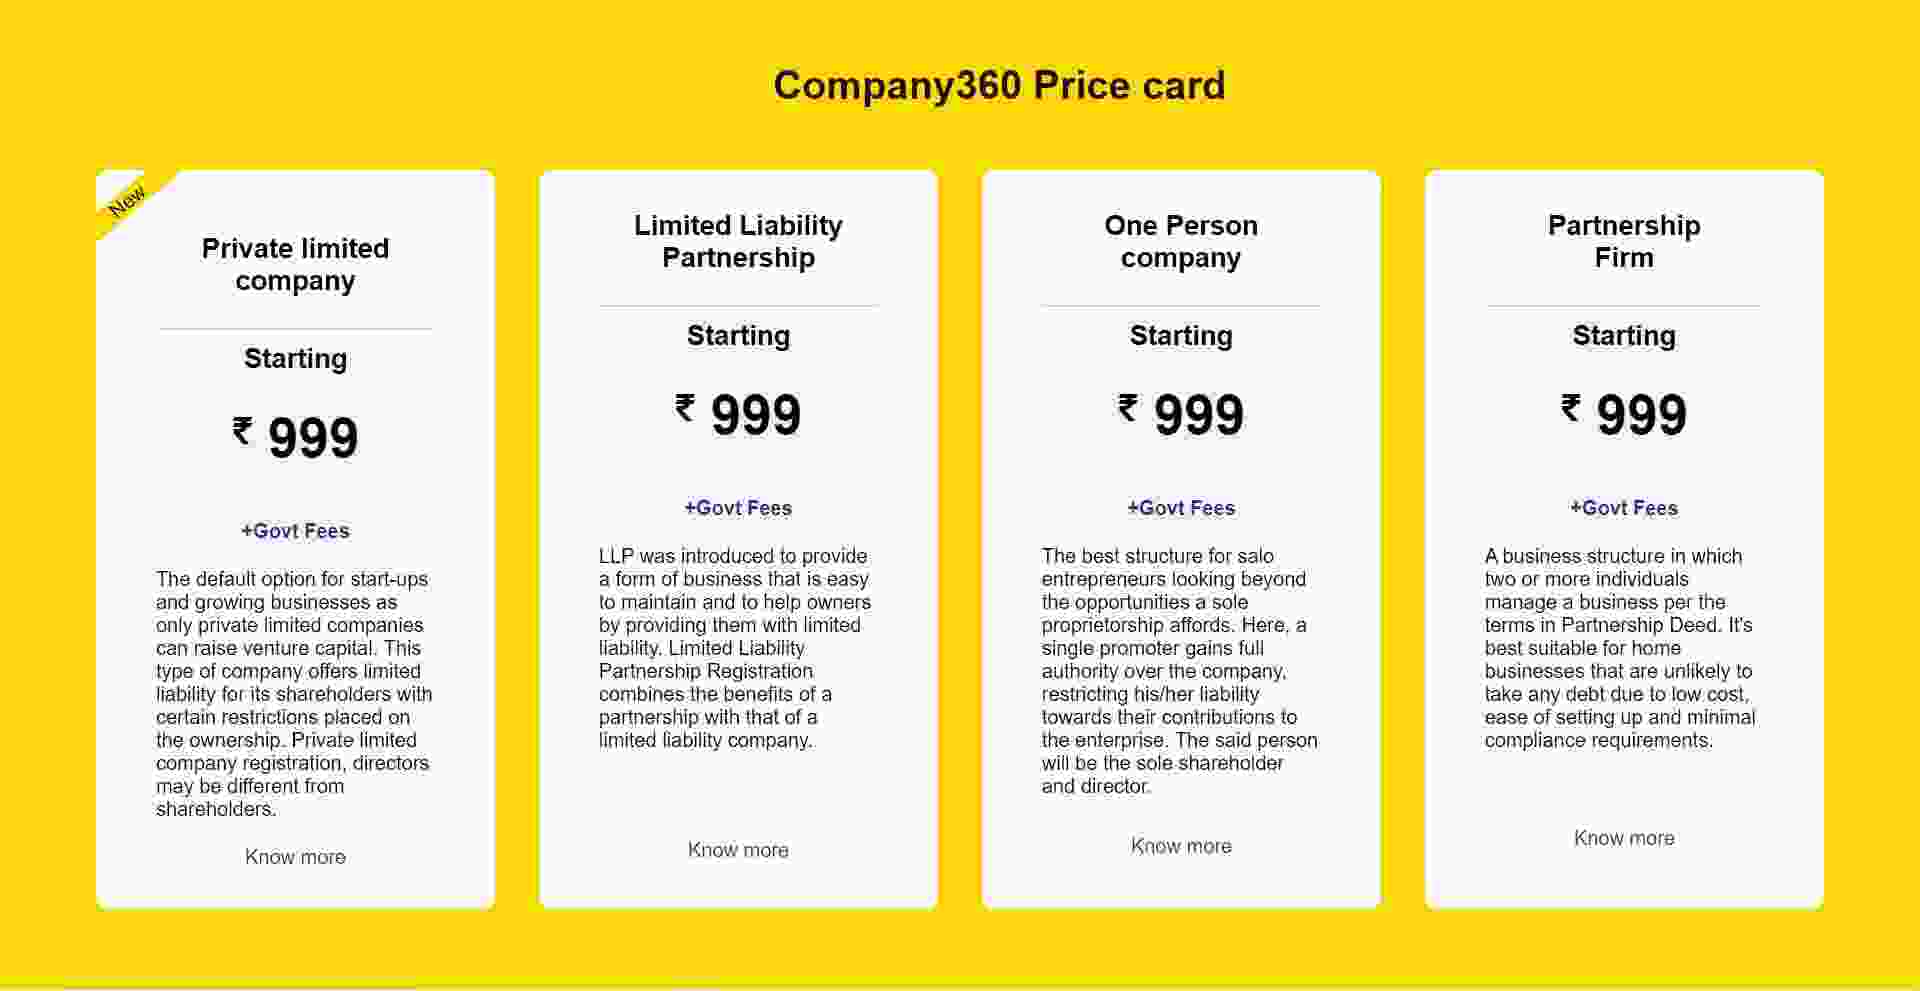 Company360 Price card
New
Private limited
company
Starting
₹ 999
+Govt Fees
The default option for start-ups
and growing businesses as
only private limited companies
can raise venture capital. This
type of company offers limited
liability for its shareholders with
certain restrictions placed on
the ownership. Private limited
company registration, directors
may be different from
shareholders.
Know more
Limited Liability
Partnership
Starting
₹ 999
+Govt Fees
LLP was introduced to provide
a form of business that is easy
to maintain and to help owners
by providing them with limited
liability. Limited Liability
Partnership Registration
combines the benefits of a
partnership with that of a
limited liability company.
Know more
One Person
company
Starting
₹ 999
+Govt Fees
The best structure for salo
entrepreneurs looking beyond
the opportunities a sole
proprietorship affords. Here, a
single promoter gains full
authority over the company,
restricting his/her liability
towards their contributions to
the enterprise. The said person
will be the sole shareholder
and director.
Know more
Partnership
Firm
Starting
₹ 999
+Govt Fees
A business structure in which
two or more individuals
manage a business per the
terms in Partnership Deed. It's
best suitable for home
businesses that are unlikely to
take any debt due to low cost,
ease of setting up and minimal
compliance requirements.
Know more